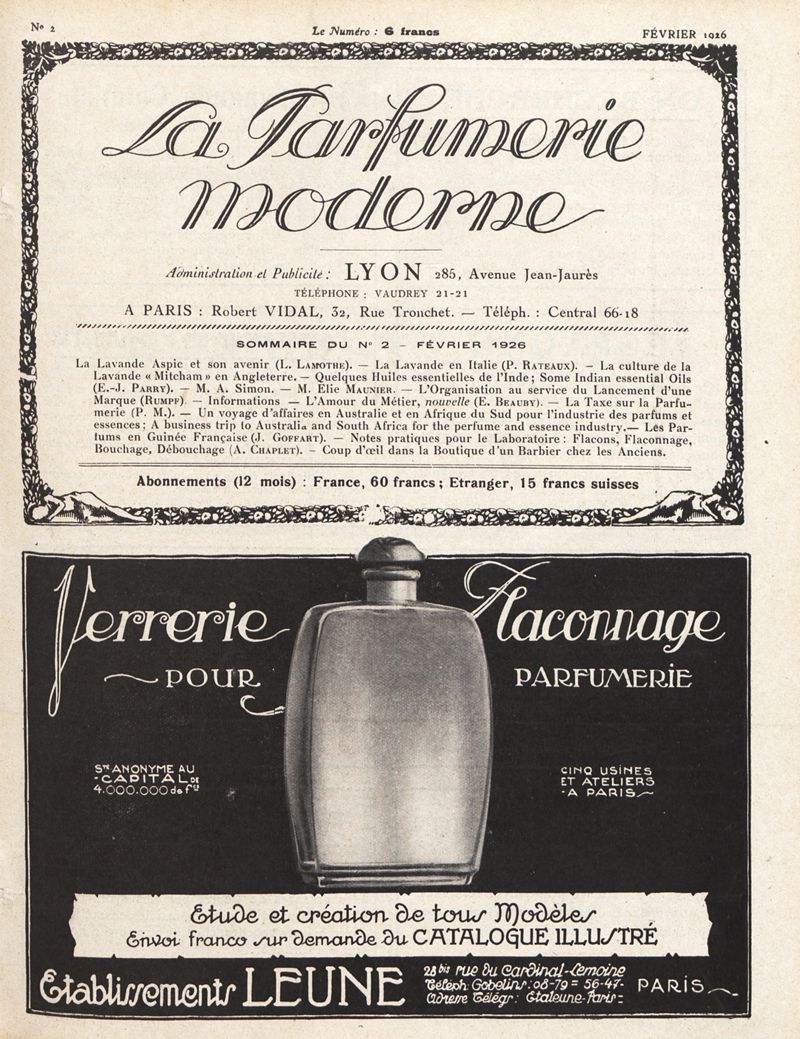 Nº 2
Le Numéro : 6 francs
FÉVRIER 1926
La Parfumerie
moderne
Administration et Publicité : LYON 285, Avenue Jean-Jaurès
TÉLÉPHONE : VAUDREY 21-21
A PARIS : Robert VIDAL, 32, Rue Tronchet. — Téléph. : Central 66-18
SOMMAIRE DU Nº 2 - FÉVRIER 1926
La Lavande Aspic et son avenir (L. LAMOTHE). — La Lavande en Italie (P. RATEAUX). — La culture de la
Lavande « Mitcham » en Angleterre. — Quelques Huiles essentielles de l'Inde ; Some Indian essential Oils
(E.-J. PARRY). — M. A. Simon. — M. Elie MAUNIER. — L'Organisation au service du Lancement d'une
Marque (RUMPF). — Informations — L'Amour du Métier, nouvelle (E. BEAUBY). — La Taxe sur la Parfu-
merie (P. M.). — Un voyage d'affaires en Australie et en Afrique du Sud pour l'industrie des parfums et
essences ; A business trip to Australia and South Africa for the perfume and essence industry.— Les Par-
fums en Guinée Française (J. GOFFART). — Notes pratiques pour le Laboratoire : Flacons, Flaconnage,
Bouchage, Débouchage (A. CHAPLET). - Coup d'œil dans la Boutique d'un Barbier chez les Anciens.
Abonnements (12 mois) : France, 60 francs ; Etranger, 15 francs suisses
Verrerie Flaconnage
POUR PARFUMERIE
Sté ANONYME AU
-CAPITAL DE
4.000.000 de frs
CINQ USINES
ET ATELIERS
-A PARIS
Etude et création de tous Modèles
Envoi franco sur demande du CATALOGUE ILLUSTRÉ
Etablissements LEUNE
28 bis rue du Cardinal-Lemoine
Téléph: Gobelins: 08-79 = 56-47-
Adresse Télégr: Etaleune-Paris=
PARIS